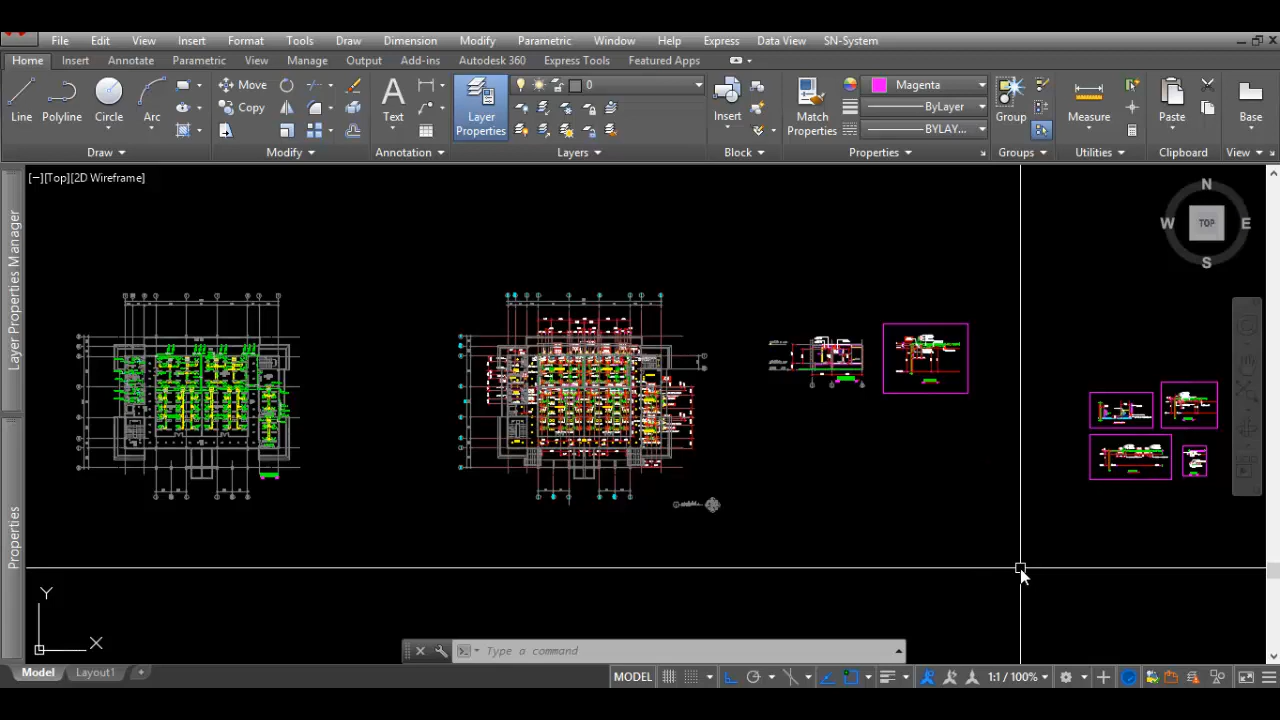 File Edit View Insert Format Tools Draw Dimension Modify Parametric Window Help Express Data View SN-System
Home Insert Annotate Parametric View Manage Output Add-ins Autodesk 360 Express Tools Featured Apps
Line Polyline Circle Arc
Move
Copy
Text
Layer Properties
0
Insert
Match Properties
Magenta
ByLayer
BYLAY...
Group
Measure
Paste
Base
Draw Modify Annotation Layers Block Properties Groups Utilities Clipboard View
[−][Top][2D Wireframe]
N
W TOP E
S
Layer Properties Manager
Properties
Y
X
Type a command
Model Layout1 +
MODEL 1:1 / 100%